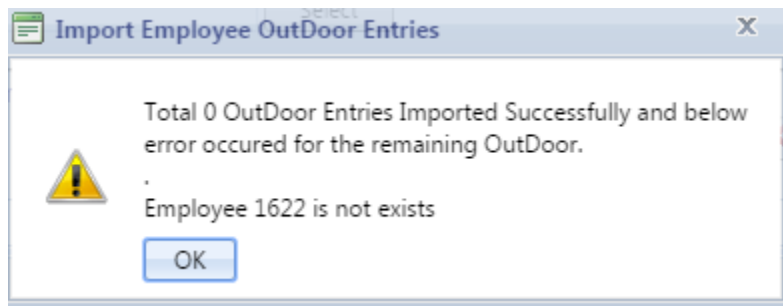 Select
Import Employee OutDoor Entries
Total 0 OutDoor Entries Imported Successfully and below
error occured for the remaining OutDoor.
.
Employee 1622 is not exists
OK